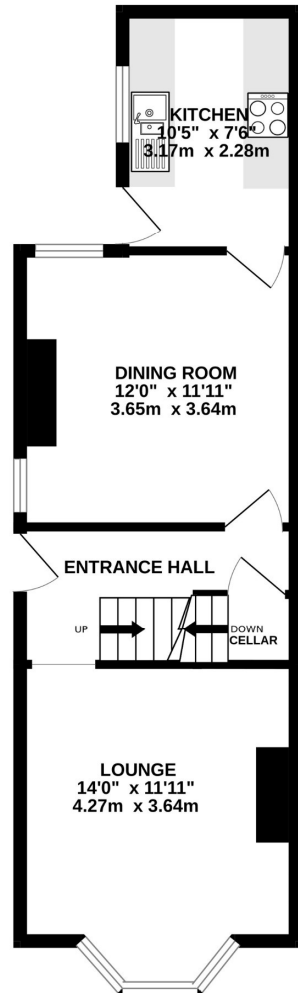 KITCHEN
10'5" x 7'6"
3.17m x 2.28m
DINING ROOM
12'0" x 11'11"
3.65m x 3.64m
ENTRANCE HALL
UP
DOWN
CELLAR
LOUNGE
14'0" x 11'11"
4.27m x 3.64m